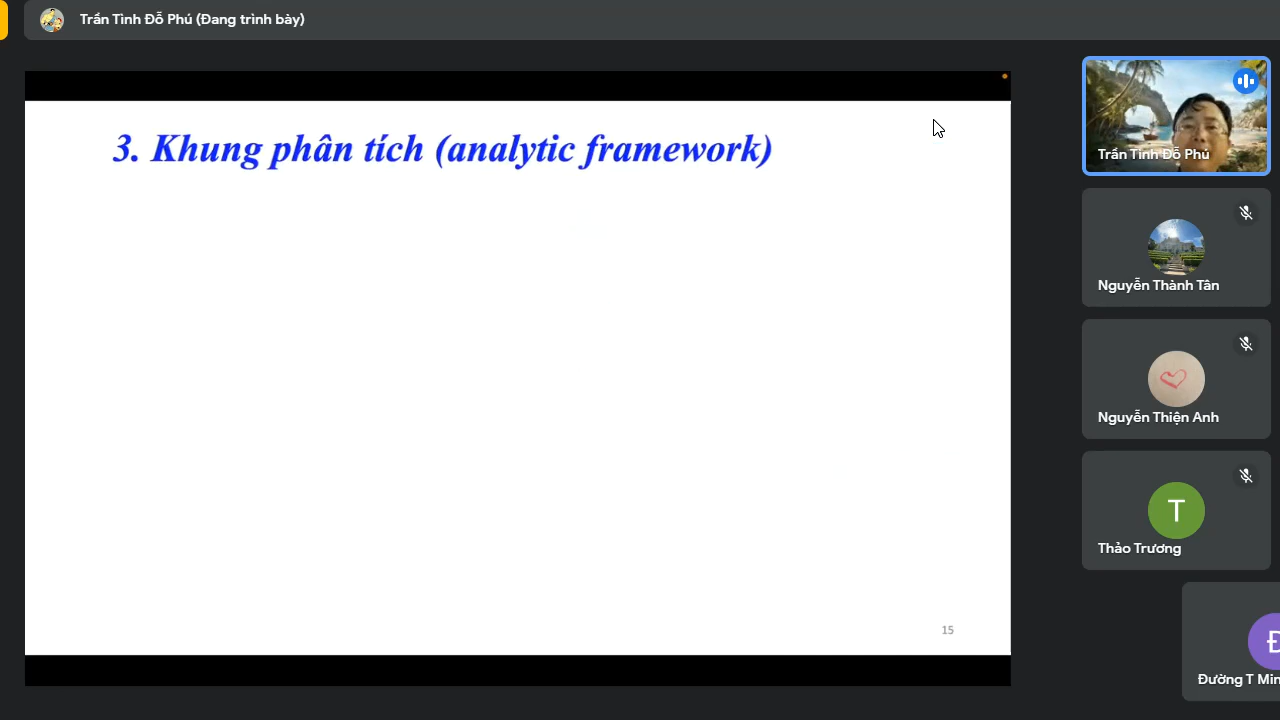 Trần Tình Đỗ Phú (Đang trình bày)
3. Khung phân tích (analytic framework)
15
Trần Tình Đỗ Phú
Nguyễn Thành Tân
Nguyễn Thiện Anh
T
Thảo Trương
Đ
Đường T Min